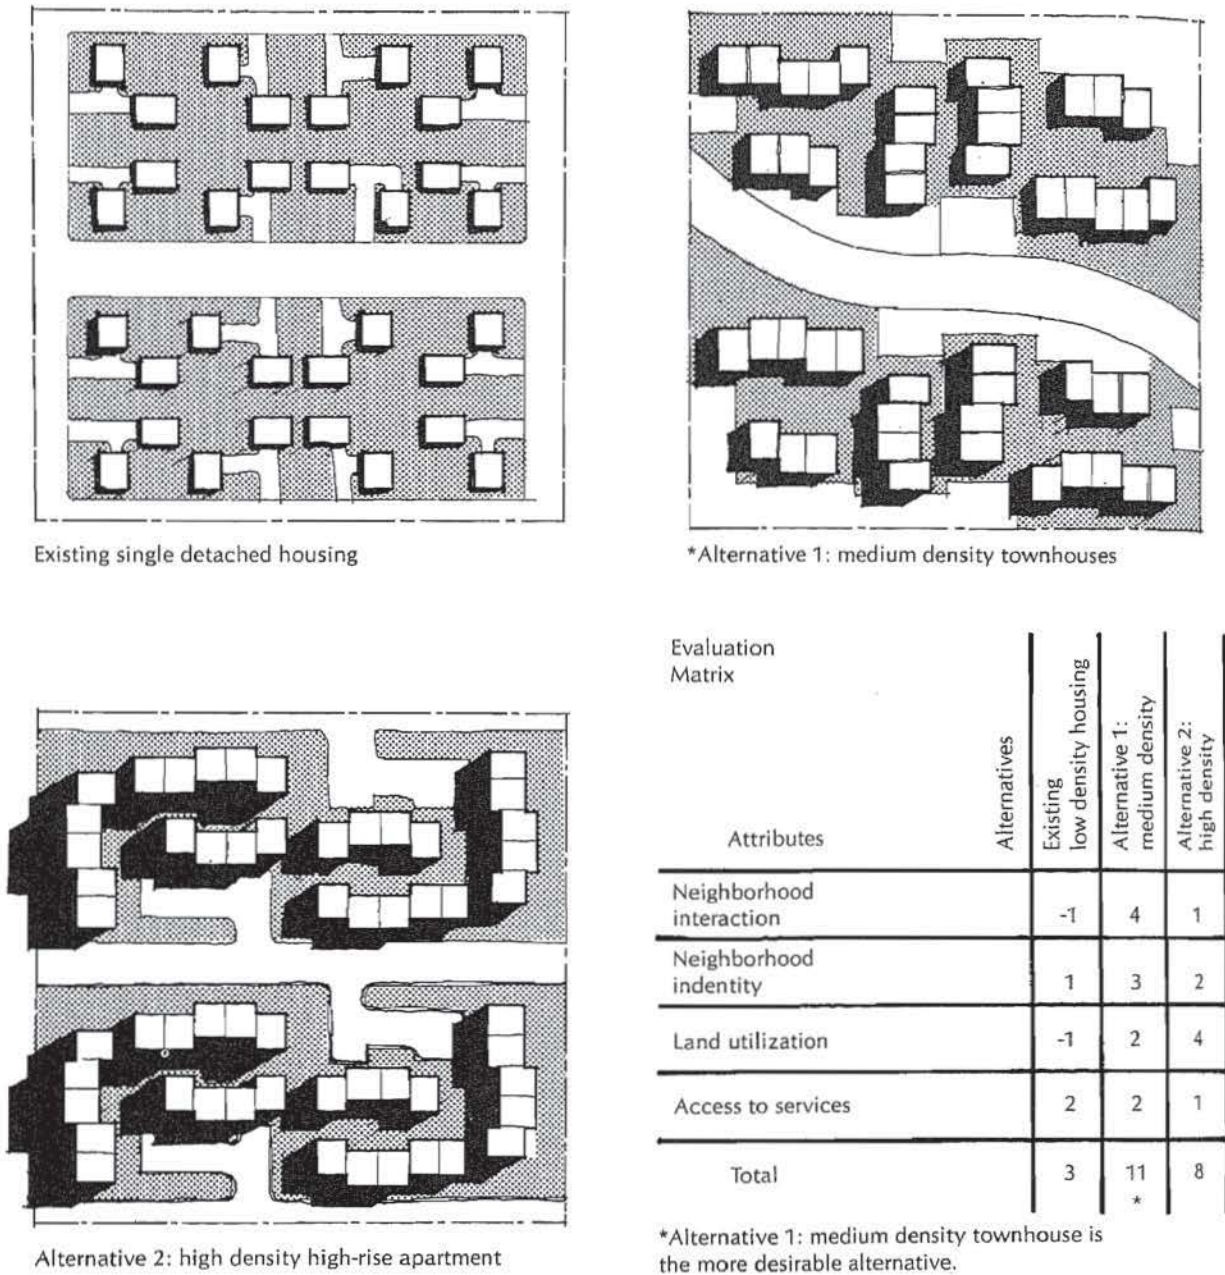 Existing single detached housing
*Alternative 1: medium density townhouses
Alternative 2: high density high-rise apartment
Evaluation
Matrix
Attributes
Alternatives
Existing
low density housing
Alternative 1:
medium density
Alternative 2:
high density
Neighborhood
interaction -1 4 1
Neighborhood
indentity 1 3 2
Land utilization -1 2 4
Access to services 2 2 1
Total 3 11 8
*
*Alternative 1: medium density townhouse is
the more desirable alternative.